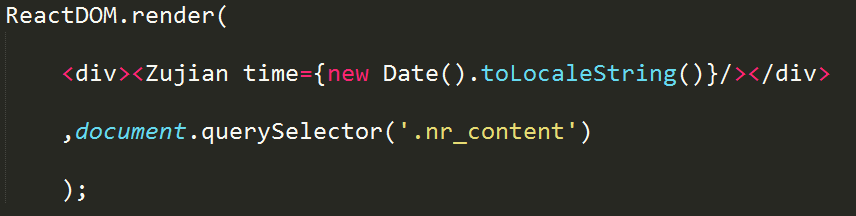 ReactDOM.render(
<div><Zujian time={new Date().toLocaleString()}/></div>
,document.querySelector('.nr_content')
);